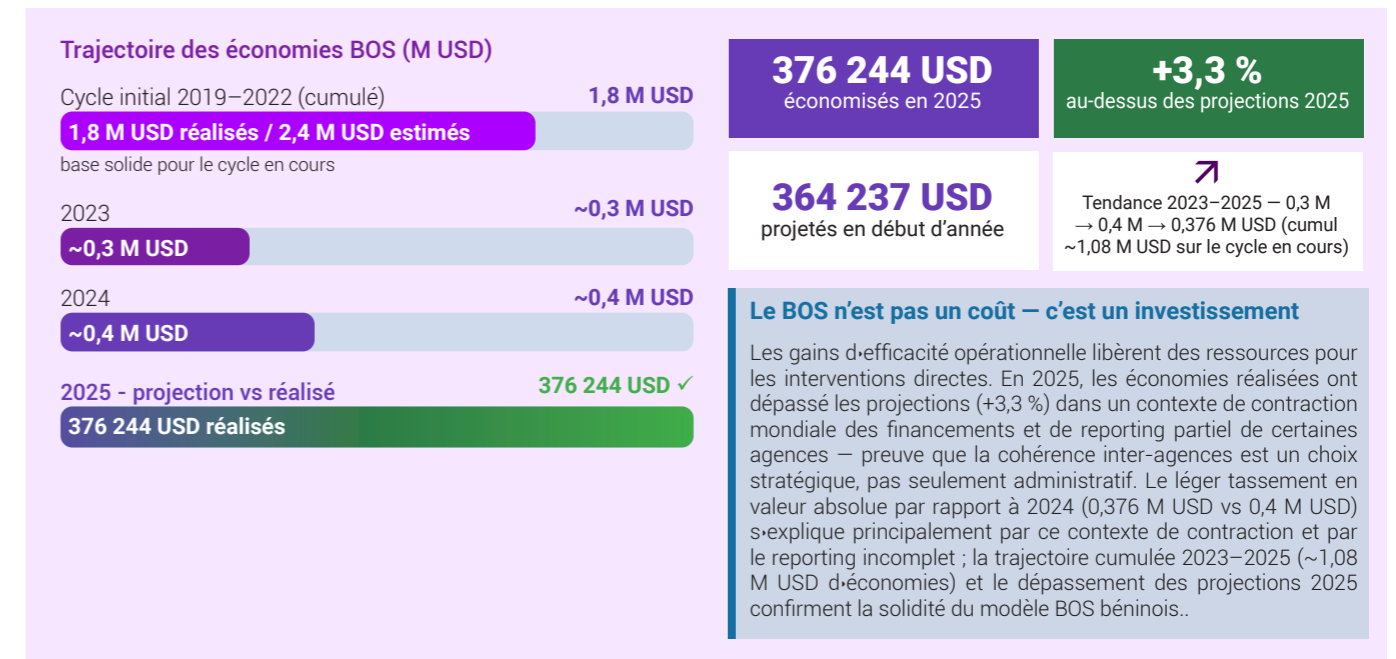 Trajectoire des économies BOS (M USD)
Cycle initial 2019–2022 (cumulé)
1,8 M USD
1,8 M USD réalisés / 2,4 M USD estimés
base solide pour le cycle en cours
2023
~0,3 M USD
~0,3 M USD
2024
~0,4 M USD
~0,4 M USD
2025 - projection vs réalisé
376 244 USD ✓
376 244 USD réalisés
376 244 USD
économisés en 2025
+3,3 %
au-dessus des projections 2025
364 237 USD
projetés en début d’année
Tendance 2023–2025 — 0,3 M
→ 0,4 M → 0,376 M USD (cumul
~1,08 M USD sur le cycle en cours)
Le BOS n’est pas un coût — c’est un investissement
Les gains d•efficacité opérationnelle libèrent des ressources pour
les interventions directes. En 2025, les économies réalisées ont
dépassé les projections (+3,3 %) dans un contexte de contraction
mondiale des financements et de reporting partiel de certaines
agences — preuve que la cohérence inter-agences est un choix
stratégique, pas seulement administratif. Le léger tassement en
valeur absolue par rapport à 2024 (0,376 M USD vs 0,4 M USD)
s•explique principalement par ce contexte de contraction et par
le reporting incomplet ; la trajectoire cumulée 2023–2025 (~1,08
M USD d•économies) et le dépassement des projections 2025
confirment la solidité du modèle BOS béninois..